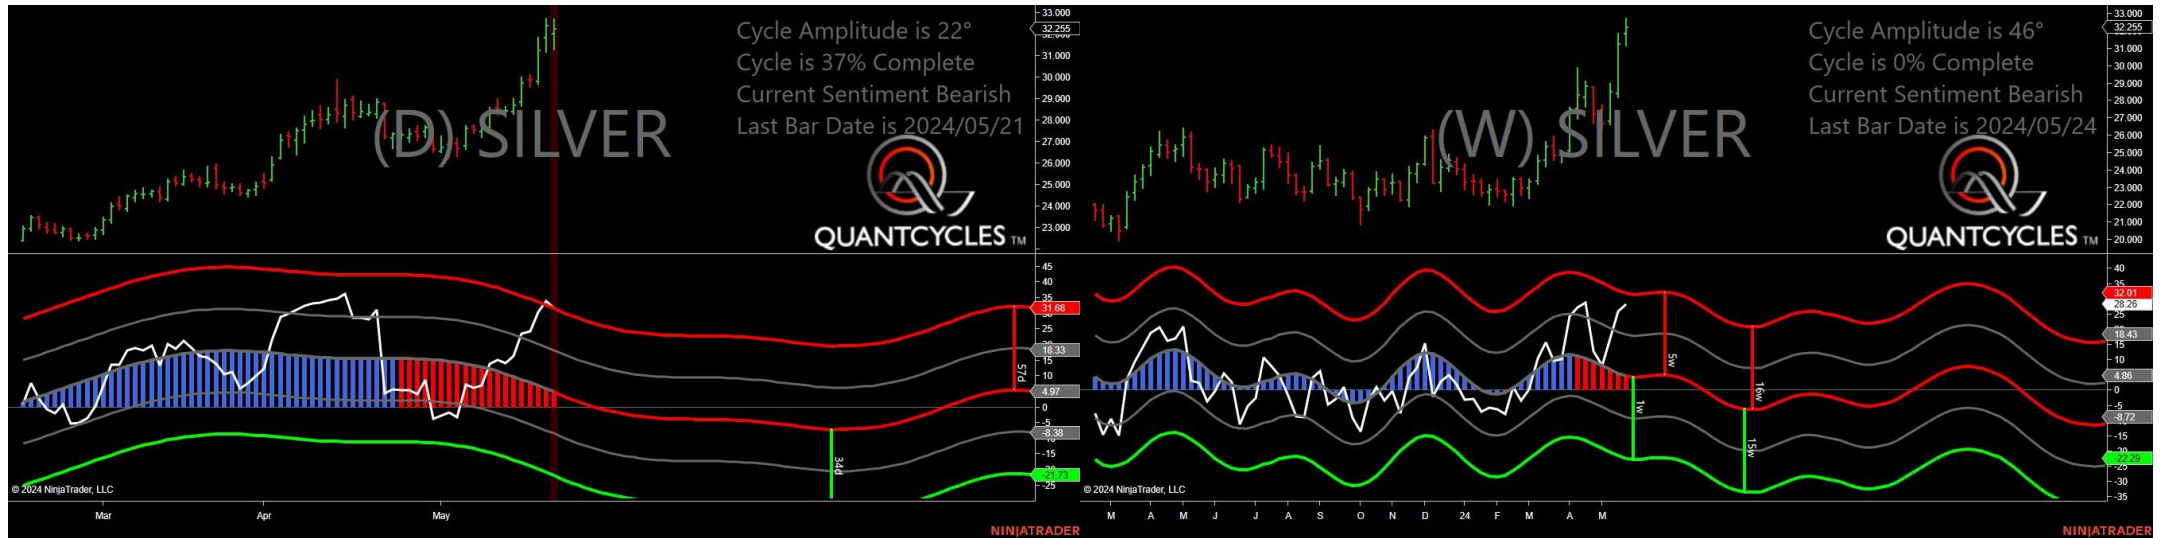 Cycle Amplitude is 22°
Cycle is 37% Complete
Current Sentiment Bearish
Last Bar Date is 2024/05/21
(D) SILVER
QUANTCYCLES TM
33.000
32.255
31.000
30.000
29.000
28.000
27.000
26.000
25.000
24.000
23.000
45
40
35
31.68
25
18.33
15
10
4.97
0
-5
-8.38
-15
-21.73
-25
57d
34d
© 2024 NinjaTrader, LLC
Mar Apr May
NINJATRADER
Cycle Amplitude is 46°
Cycle is 0% Complete
Current Sentiment Bearish
Last Bar Date is 2024/05/24
(W) SILVER
QUANTCYCLES TM
33.000
32.255
31.000
30.000
29.000
28.000
27.000
26.000
25.000
24.000
23.000
22.000
21.000
20.000
40
35
32.01
28.26
25
18.43
15
10
4.86
0
-5
-8.72
-15
-22.29
-25
-30
-35
5w
16w
1w
15w
© 2024 NinjaTrader, LLC
M A M J J A S O N D 24 F M A M
NINJATRADER